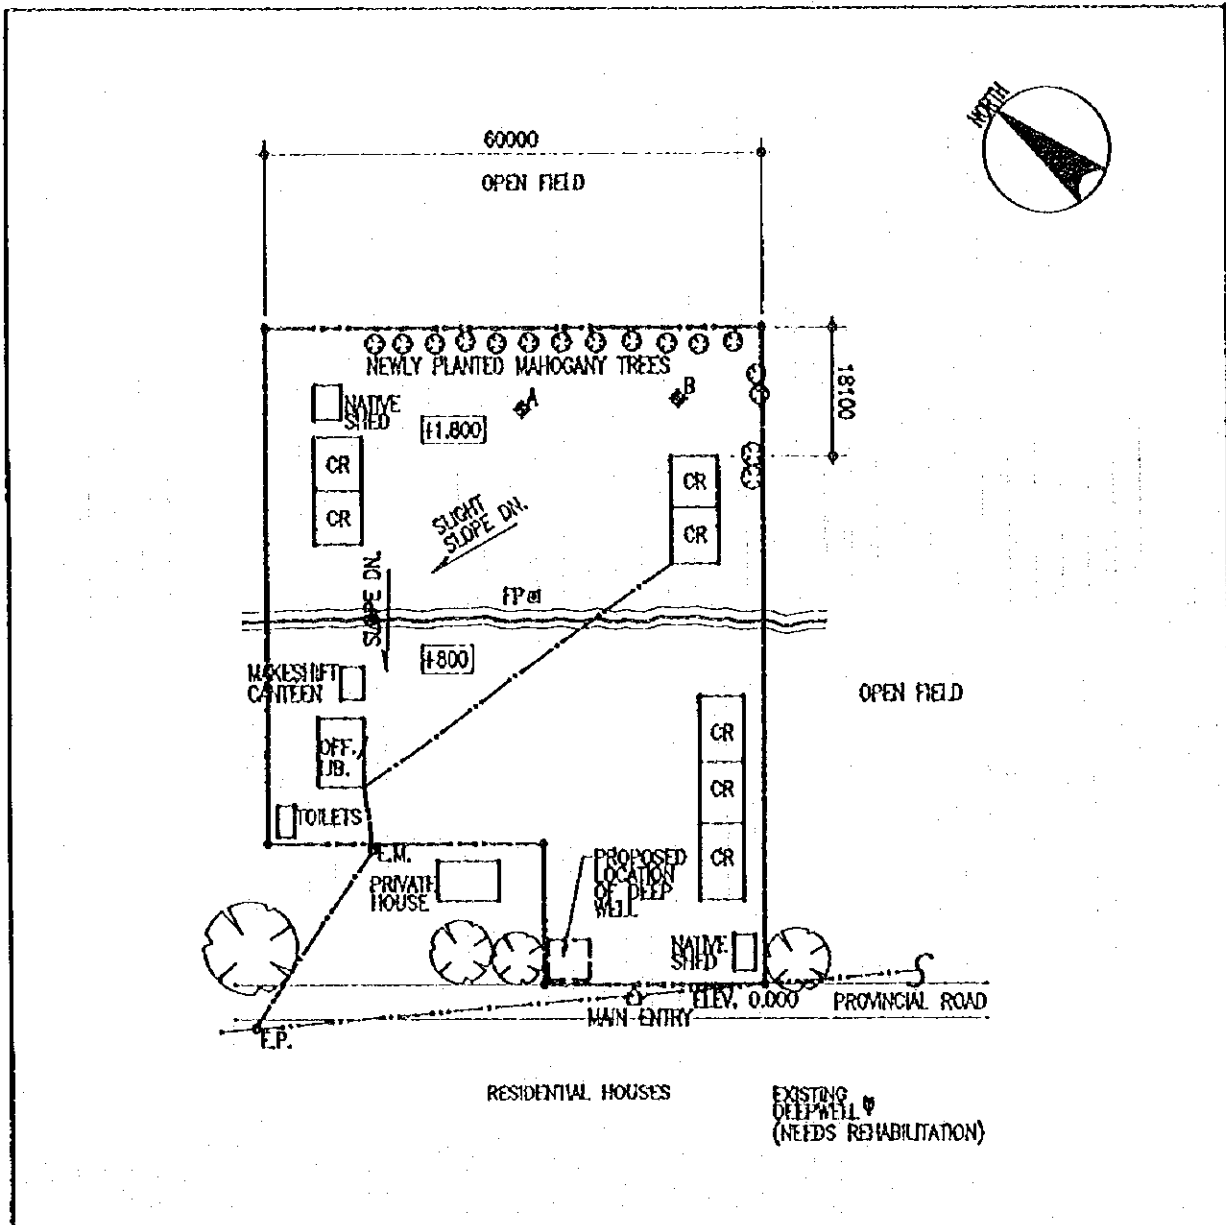 NORTH
60000
OPEN FIELD
18100
NEWLY PLANTED MAHOGANY TREES
A
B
NATIVE
SHED
+1.800
CR
CR
CR
CR
SLIGHT
SLOPE DN.
SLOPE DN.
FP
+800
MAKESHIFT
CANTEEN
OPEN FIELD
OFF./
LIB.
CR
CR
CR
TOILETS
E.M.
PRIVATE
HOUSE
PROPOSED
LOCATION
OF DEEP
WELL
NATIVE
SHED
ELEV. 0.000
PROVINCIAL ROAD
MAIN ENTRY
E.P.
RESIDENTIAL HOUSES
EXISTING
DEEPWELL
(NEEDS REHABILITATION)